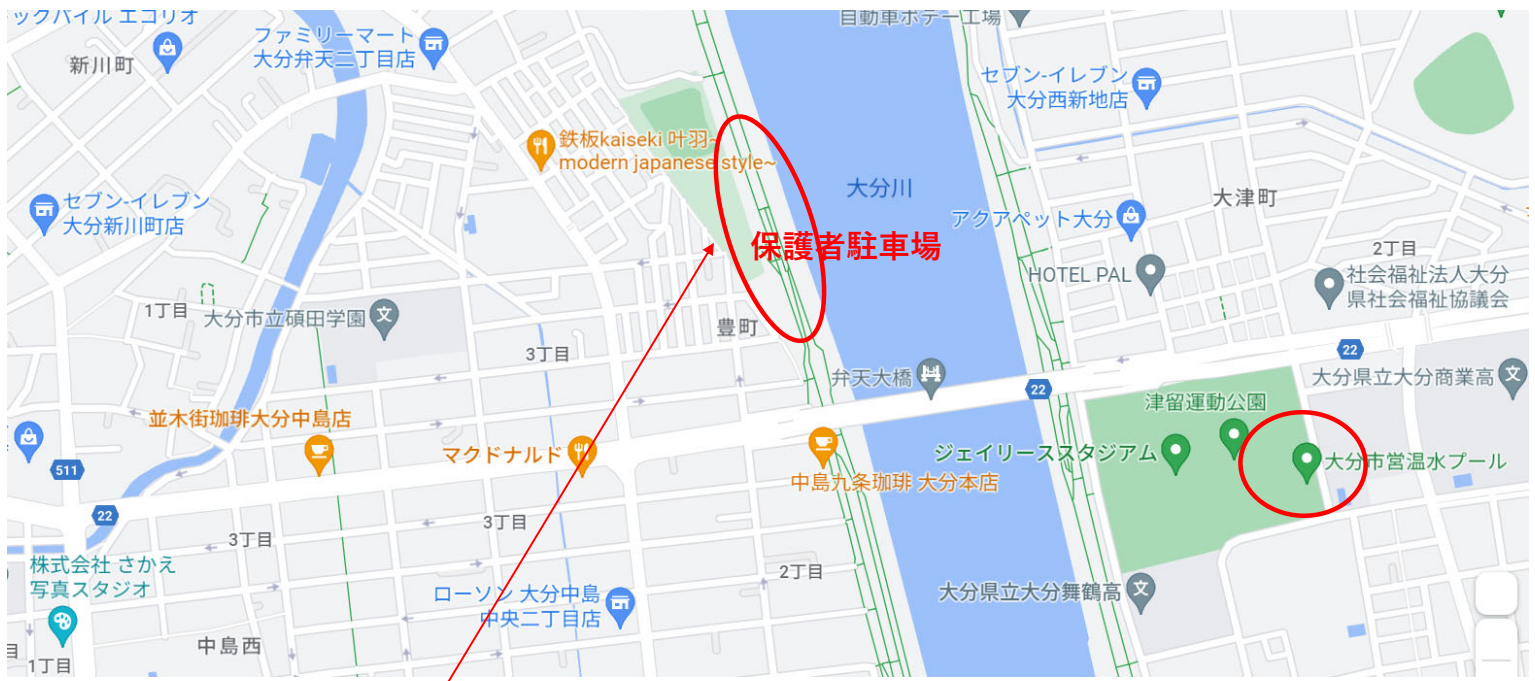 ックバイル エコリオ
新川町
ファミリーマート
大分弁天二丁目店
自動車ボデー工場
セブン-イレブン
大分西新地店
鉄板kaiseki 叶羽~
modern japanese style~
大分川
大津町
セブン-イレブン
大分新川町店
アクアペット大分
保護者駐車場
2丁目
HOTEL PAL
社会福祉法人大分
県社会福祉協議会
1丁目
大分市立碩田学園
豊町
3丁目
22
弁天大橋
22
大分県立大分商業高
津留運動公園
並木街珈琲大分中島店
マクドナルド
ジェイリーススタジアム
大分市営温水プール
511
中島九条珈琲 大分本店
22
3丁目
3丁目
株式会社 さかえ
写真スタジオ
2丁目
ローソン 大分中島
中央二丁目店
大分県立大分舞鶴高
中島西
目
1丁目